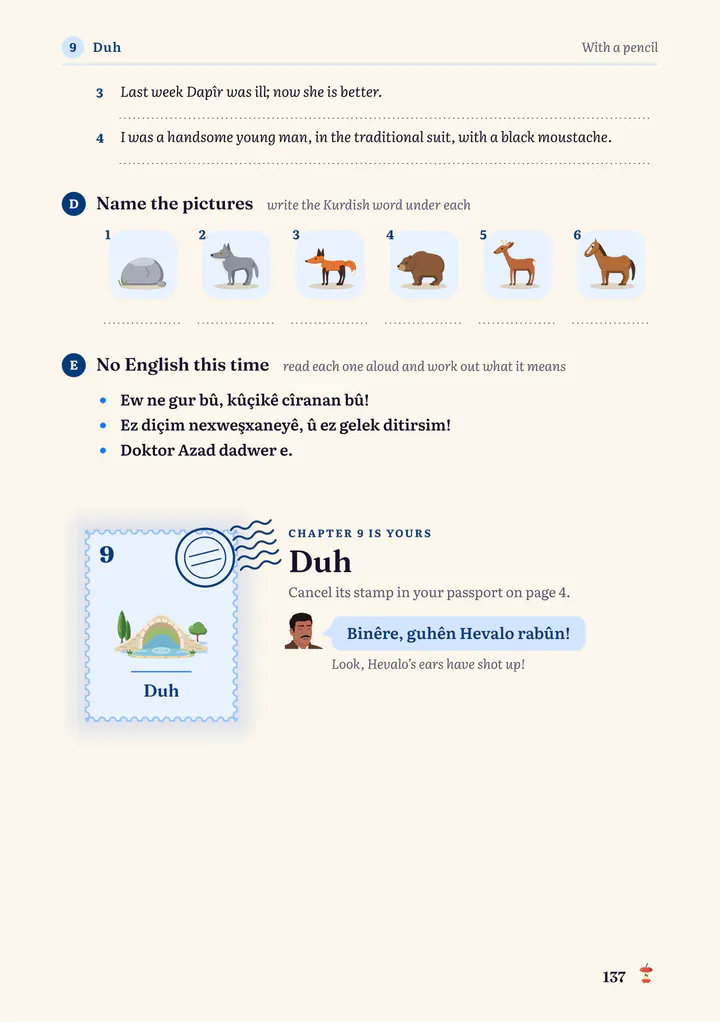 9 Duh With a pencil
3 Last week Dapîr was ill; now she is better.
4 I was a handsome young man, in the traditional suit, with a black moustache.
D Name the pictures write the Kurdish word under each
1 2 3 4 5 6
E No English this time read each one aloud and work out what it means
• Ew ne gur bû, kûçikê cîranan bû!
• Ez diçim nexweşxaneyê, û ez gelek ditirsim!
• Doktor Azad dadwer e.
9
Duh
CHAPTER 9 IS YOURS
Duh
Cancel its stamp in your passport on page 4.
Binêre, guhên Hevalo rabûn!
Look, Hevalo's ears have shot up!
137